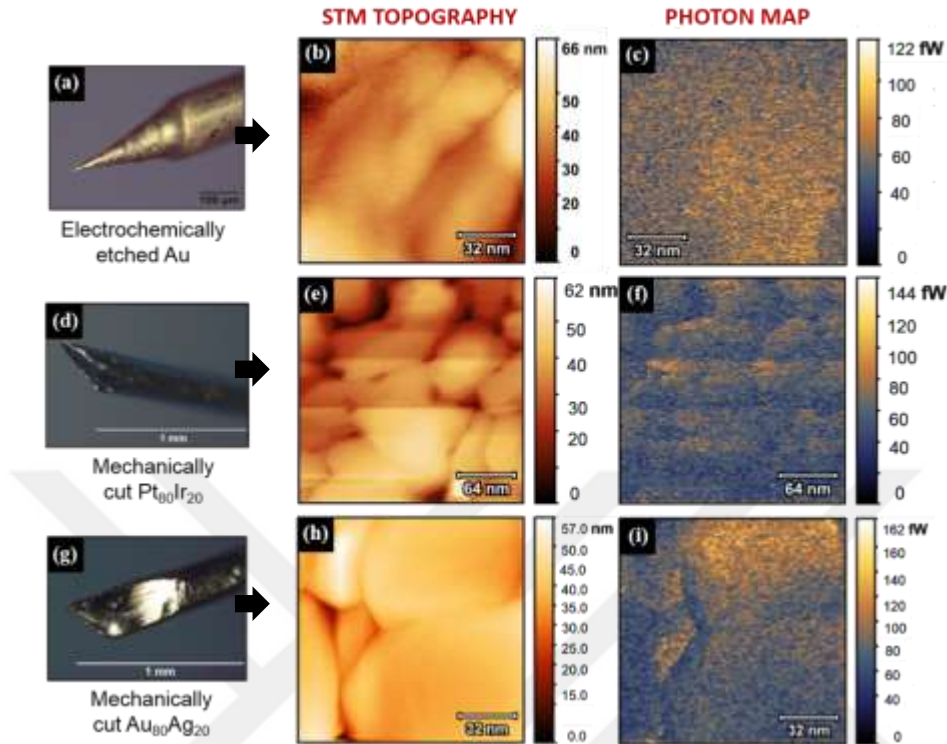 STM TOPOGRAPHY
PHOTON MAP
(a)
Electrochemically
etched Au
(b)
66 nm
50
40
30
20
0
32 nm
(c)
122 fW
100
80
60
40
0
32 nm
(d)
1 mm
Mechanically
cut Pt80Ir20
(e)
62 nm
50
40
30
20
0
64 nm
(f)
144 fW
120
100
80
60
40
0
64 nm
(g)
1 mm
Mechanically
cut Au80Ag20
(h)
57.0 nm
50.0
45.0
40.0
35.0
30.0
25.0
20.0
15.0
0.0
32 nm
(i)
162 fW
160
140
120
100
80
60
40
0
32 nm